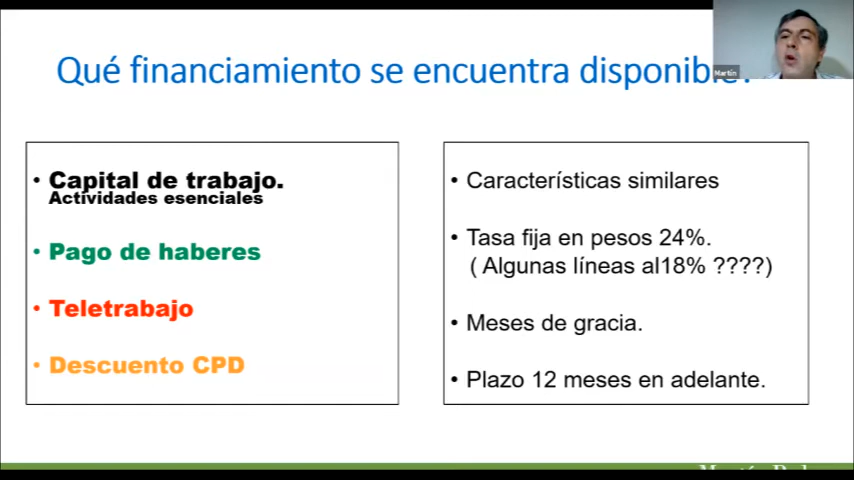 Qué financiamiento se encuentra disponible?
Martín
• Capital de trabajo.
Actividades esenciales
• Pago de haberes
• Teletrabajo
• Descuento CPD
• Características similares
• Tasa fija en pesos 24%.
( Algunas líneas al18% ????)
• Meses de gracia.
• Plazo 12 meses en adelante.